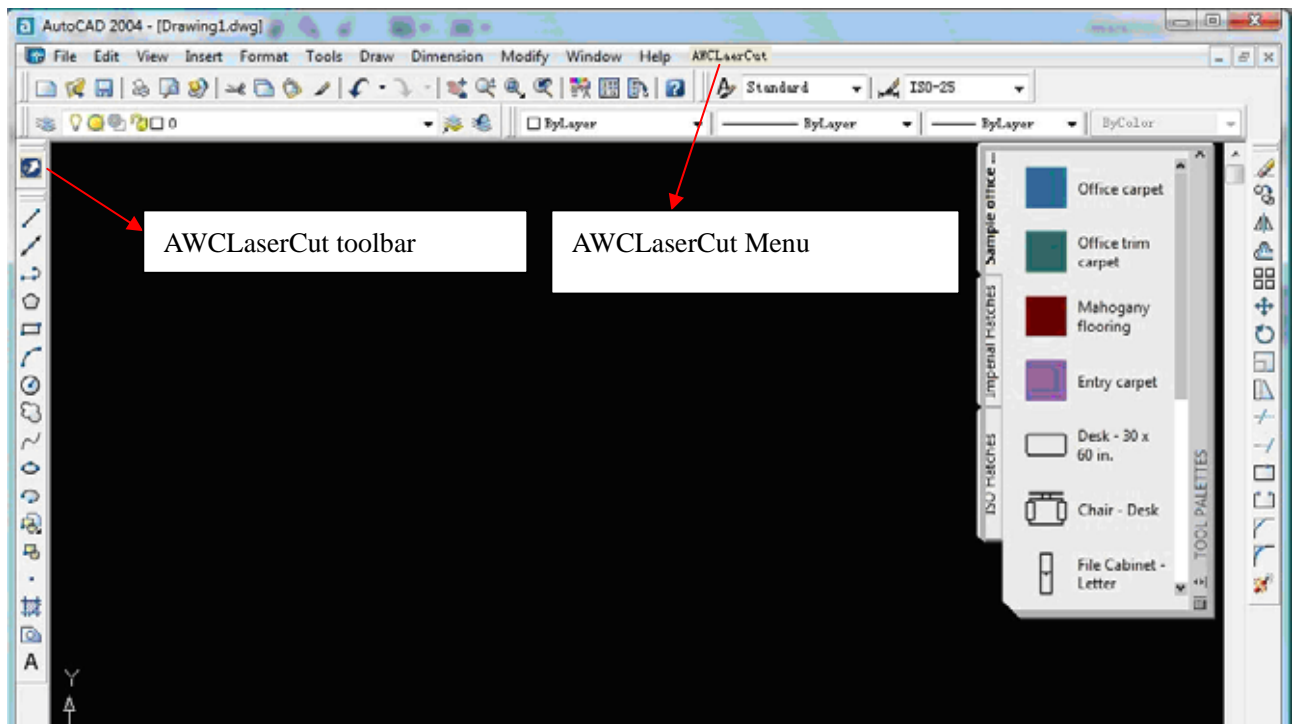 AutoCAD 2004 - [Drawing1.dwg]
File Edit View Insert Format Tools Draw Dimension Modify Window Help AWCLaerCut
Standard ISO-25
0 ByLayer ByLayer ByLayer ByColor
AWCLaserCut toolbar
AWCLaserCut Menu
Sample office ...
Imperial Hatches
ISO Hatches
Office carpet
Office trim
carpet
Mahogany
flooring
Entry carpet
Desk - 30 x
60 in.
Chair - Desk
File Cabinet -
Letter
TOOL PALETTES
A
Y